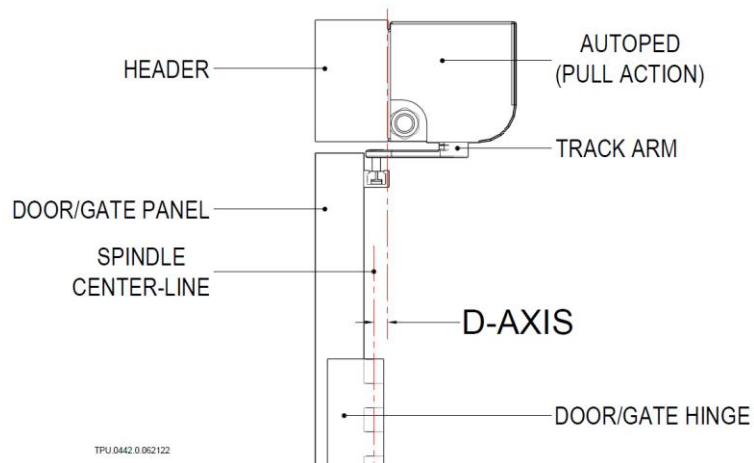 HEADER
AUTOPED
(PULL ACTION)
TRACK ARM
DOOR/GATE PANEL
SPINDLE
CENTER-LINE
D-AXIS
DOOR/GATE HINGE
TPU.0442.0.062122